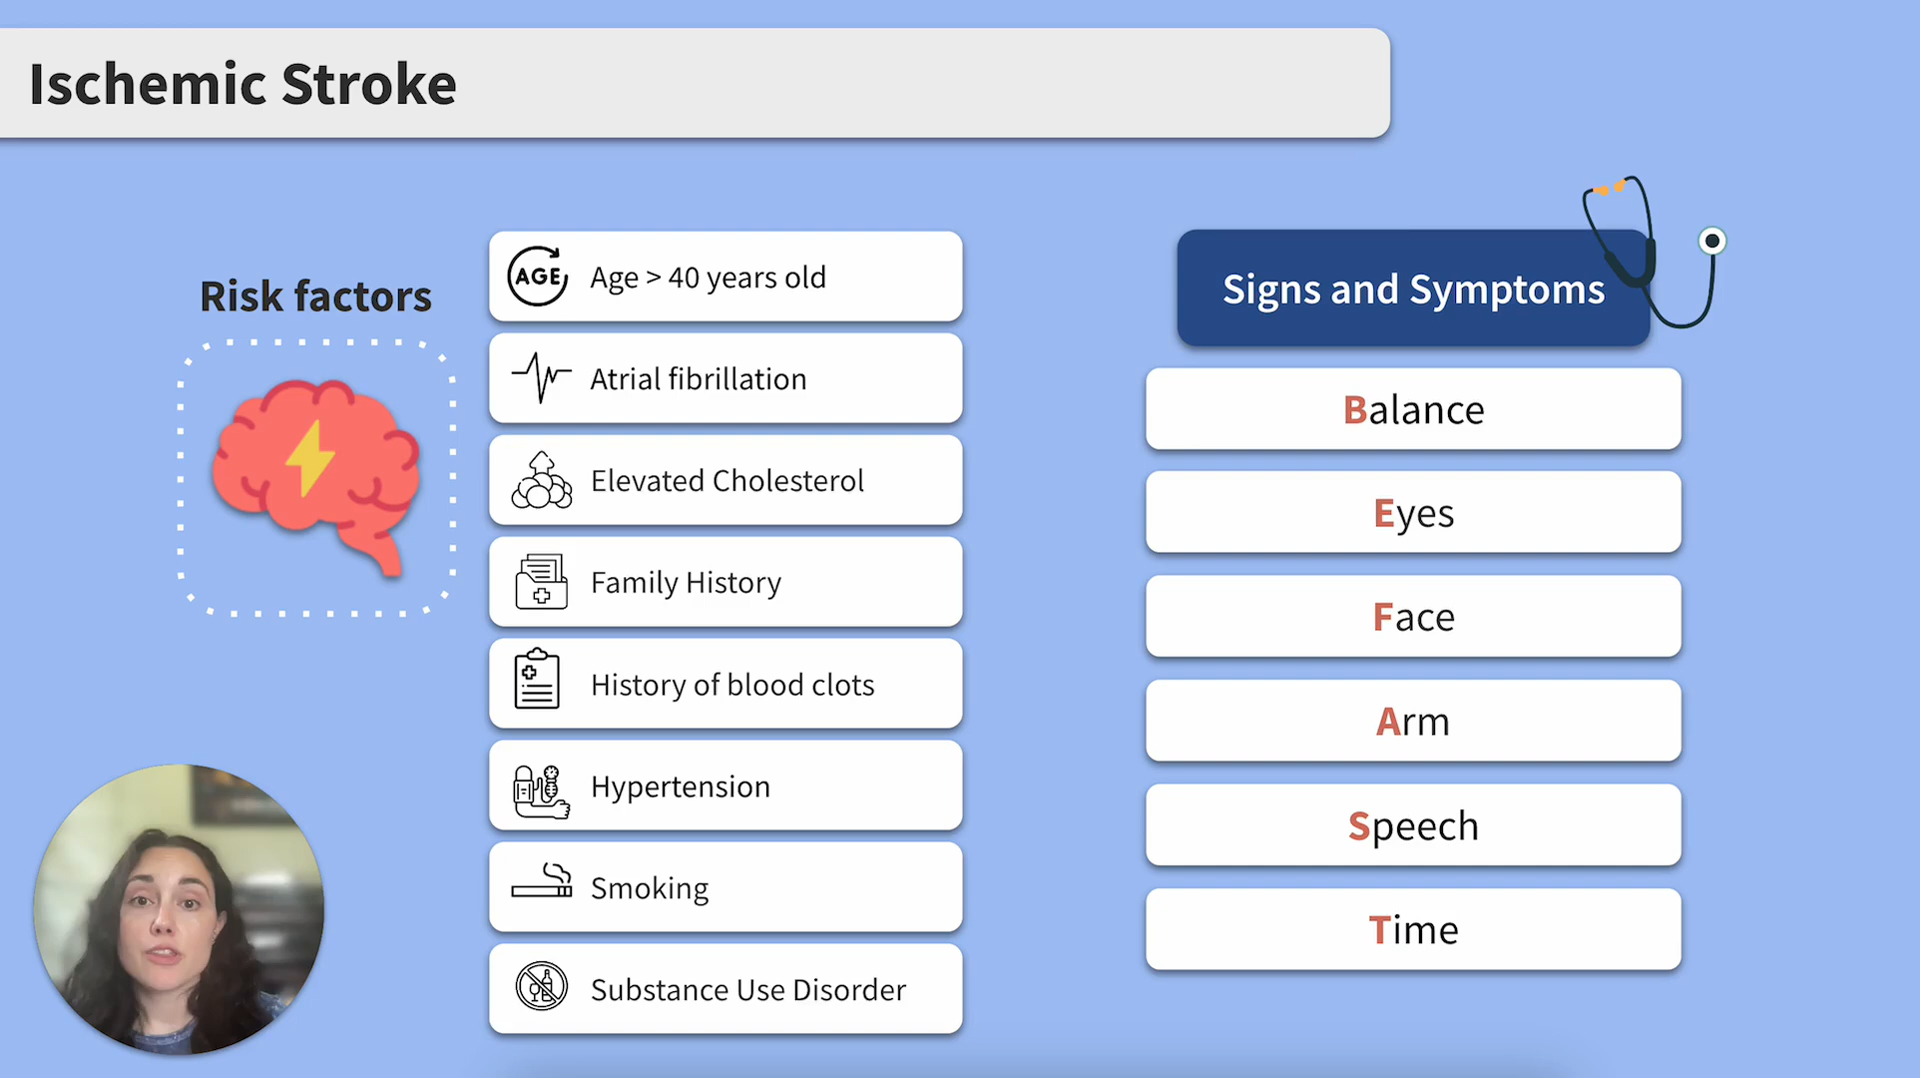 Ischemic Stroke
Risk factors
AGE
Age > 40 years old
Atrial fibrillation
Elevated Cholesterol
Family History
History of blood clots
Hypertension
Smoking
Substance Use Disorder
Signs and Symptoms
Balance
Eyes
Face
Arm
Speech
Time